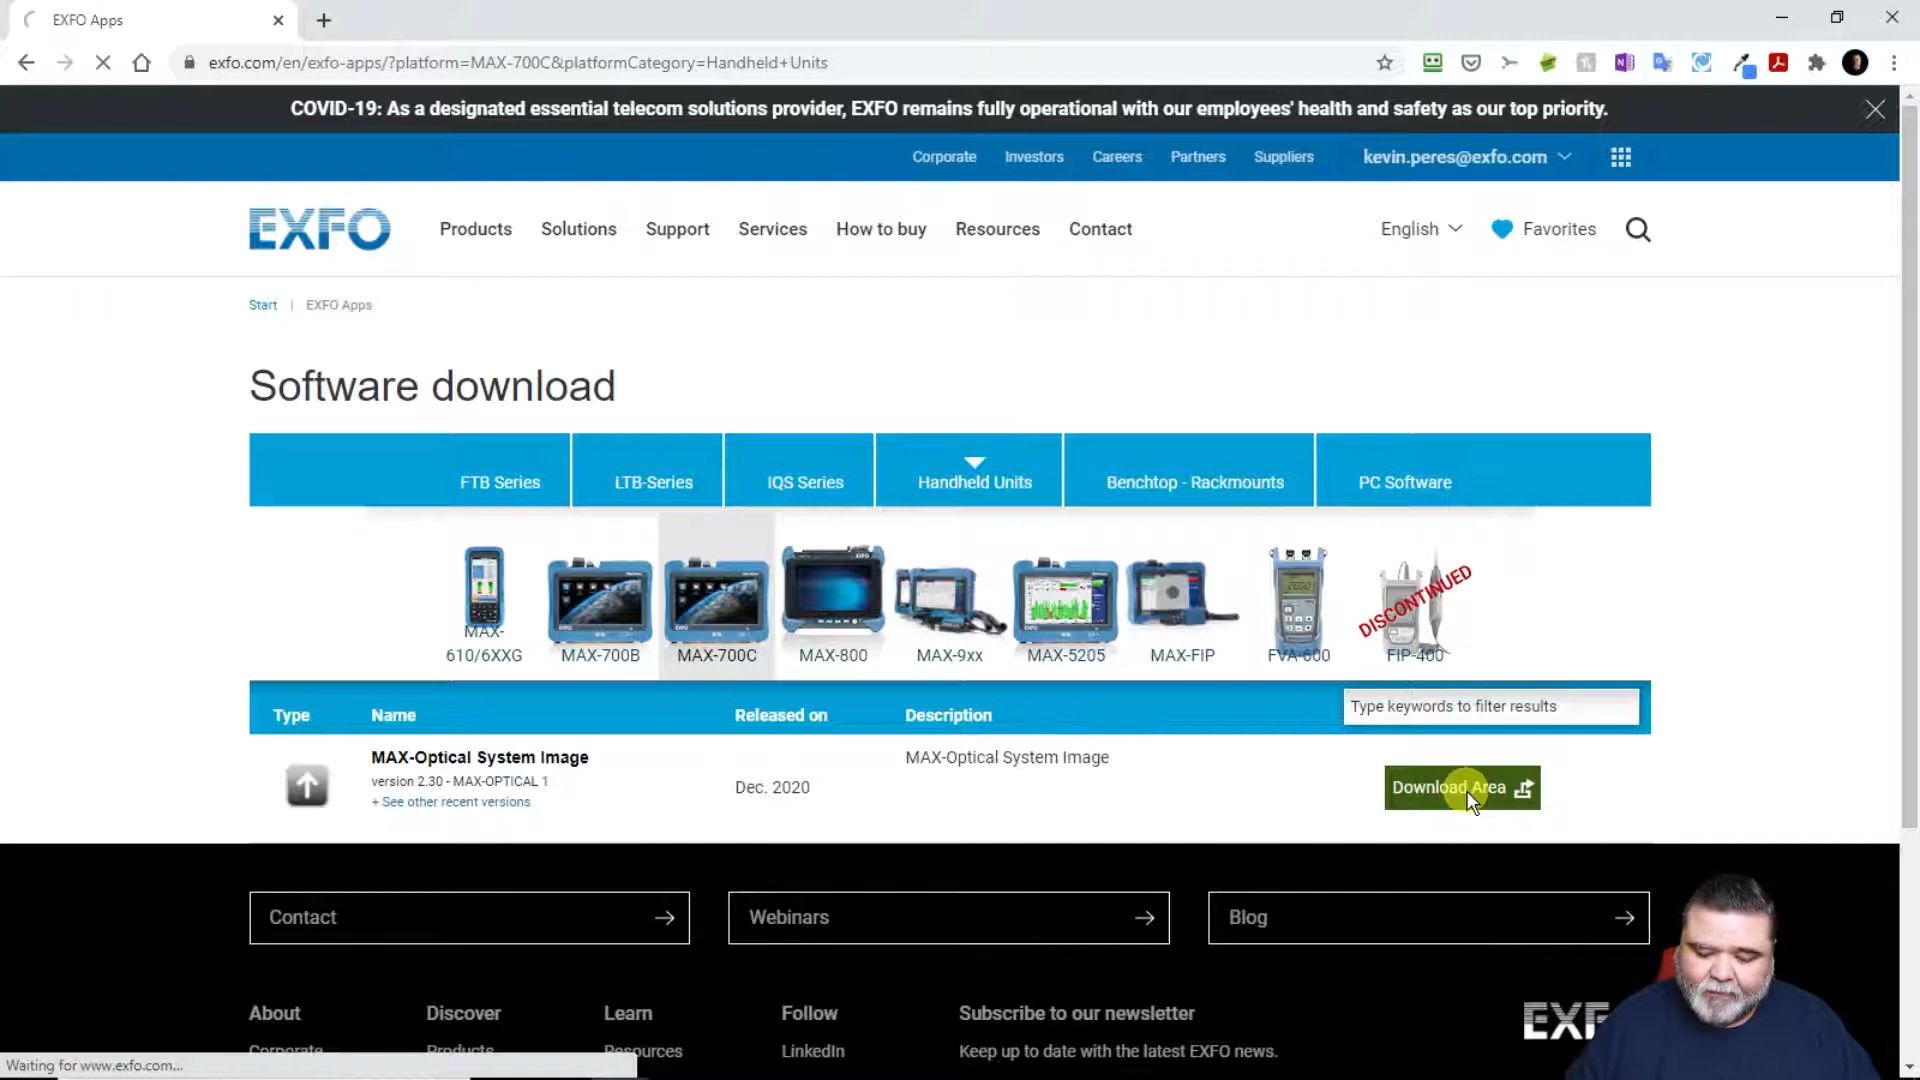 EXFO Apps
exfo.com/en/exfo-apps/?platform=MAX-700C&platformCategory=Handheld+Units
COVID-19: As a designated essential telecom solutions provider, EXFO remains fully operational with our employees' health and safety as our top priority.
Corporate Investors Careers Partners Suppliers kevin.peres@exfo.com
EXFO Products Solutions Support Services How to buy Resources Contact English Favorites
Start | EXFO Apps
Software download
FTB Series LTB-Series IQS Series Handheld Units Benchtop - Rackmounts PC Software
DISCONTINUED
MAX-
610/6XXG MAX-700B MAX-700C MAX-800 MAX-9xx MAX-5205 MAX-FIP FVA-600 FIP-400
Type Name Released on Description Type keywords to filter results
MAX-Optical System Image MAX-Optical System Image
version 2.30 - MAX-OPTICAL 1
Dec. 2020 Download Area
+ See other recent versions
Contact Webinars Blog
About Discover Learn Follow Subscribe to our newsletter
Corporate Products Resources LinkedIn Keep up to date with the latest EXFO news.
Waiting for www.exfo.com...